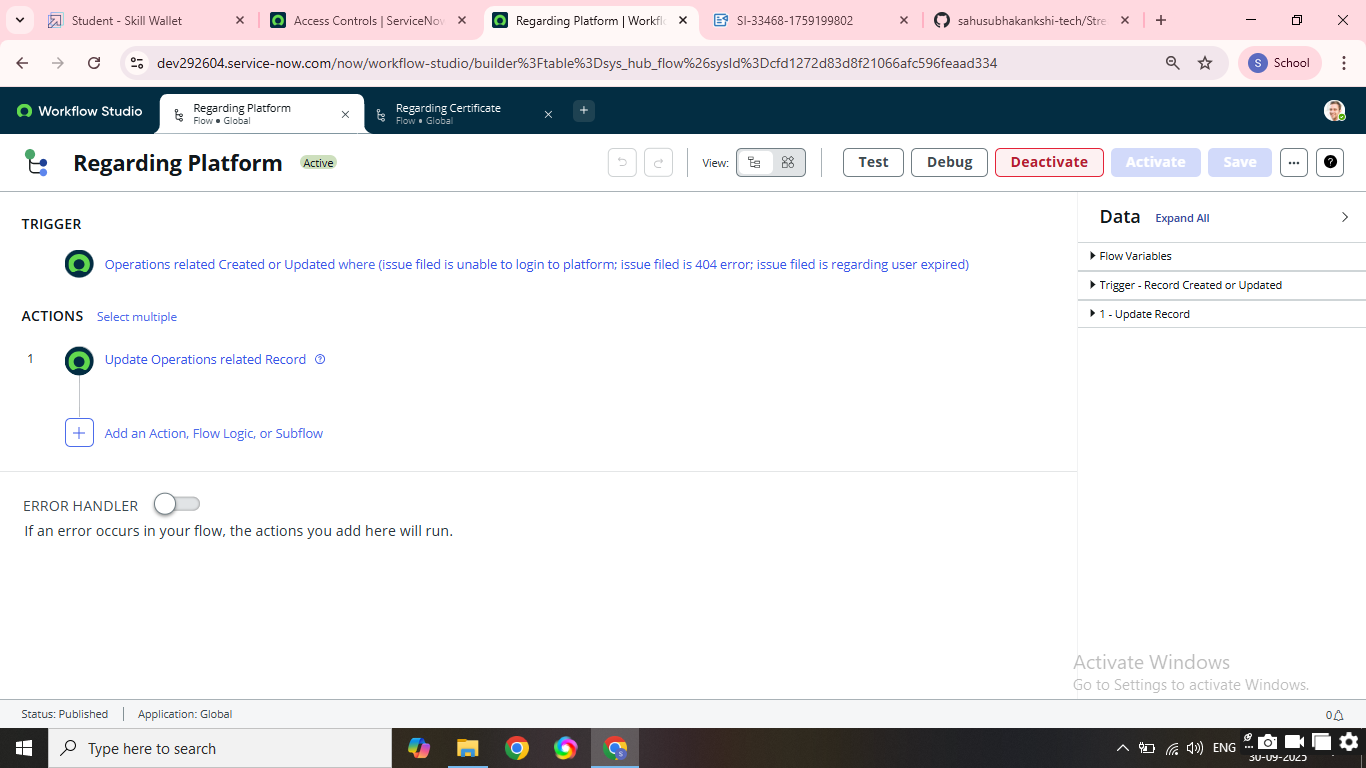 Student - Skill Wallet
Access Controls | ServiceNo
Regarding Platform | Workfl
SI-33468-1759199802
sahusubhakankshi-tech/Stre
dev292604.service-now.com/now/workflow-studio/builder%3Ftable%3Dsys_hub_flow%26sysId%3Dcfd1272d83d8f21066afc596feaad334
S
School
Workflow Studio
Regarding Platform
Flow • Global
Regarding Certificate
Flow • Global
Regarding Platform
Active
View:
Test
Debug
Deactivate
Activate
Save
TRIGGER
Operations related Created or Updated where (issue filed is unable to login to platform; issue filed is 404 error; issue filed is regarding user expired)
ACTIONS
Select multiple
1
Update Operations related Record
Add an Action, Flow Logic, or Subflow
ERROR HANDLER
If an error occurs in your flow, the actions you add here will run.
Data
Expand All
Flow Variables
Trigger - Record Created or Updated
1 - Update Record
Activate Windows
Go to Settings to activate Windows.
Status: Published
Application: Global
0
Type here to search
ENG
30-09-2025